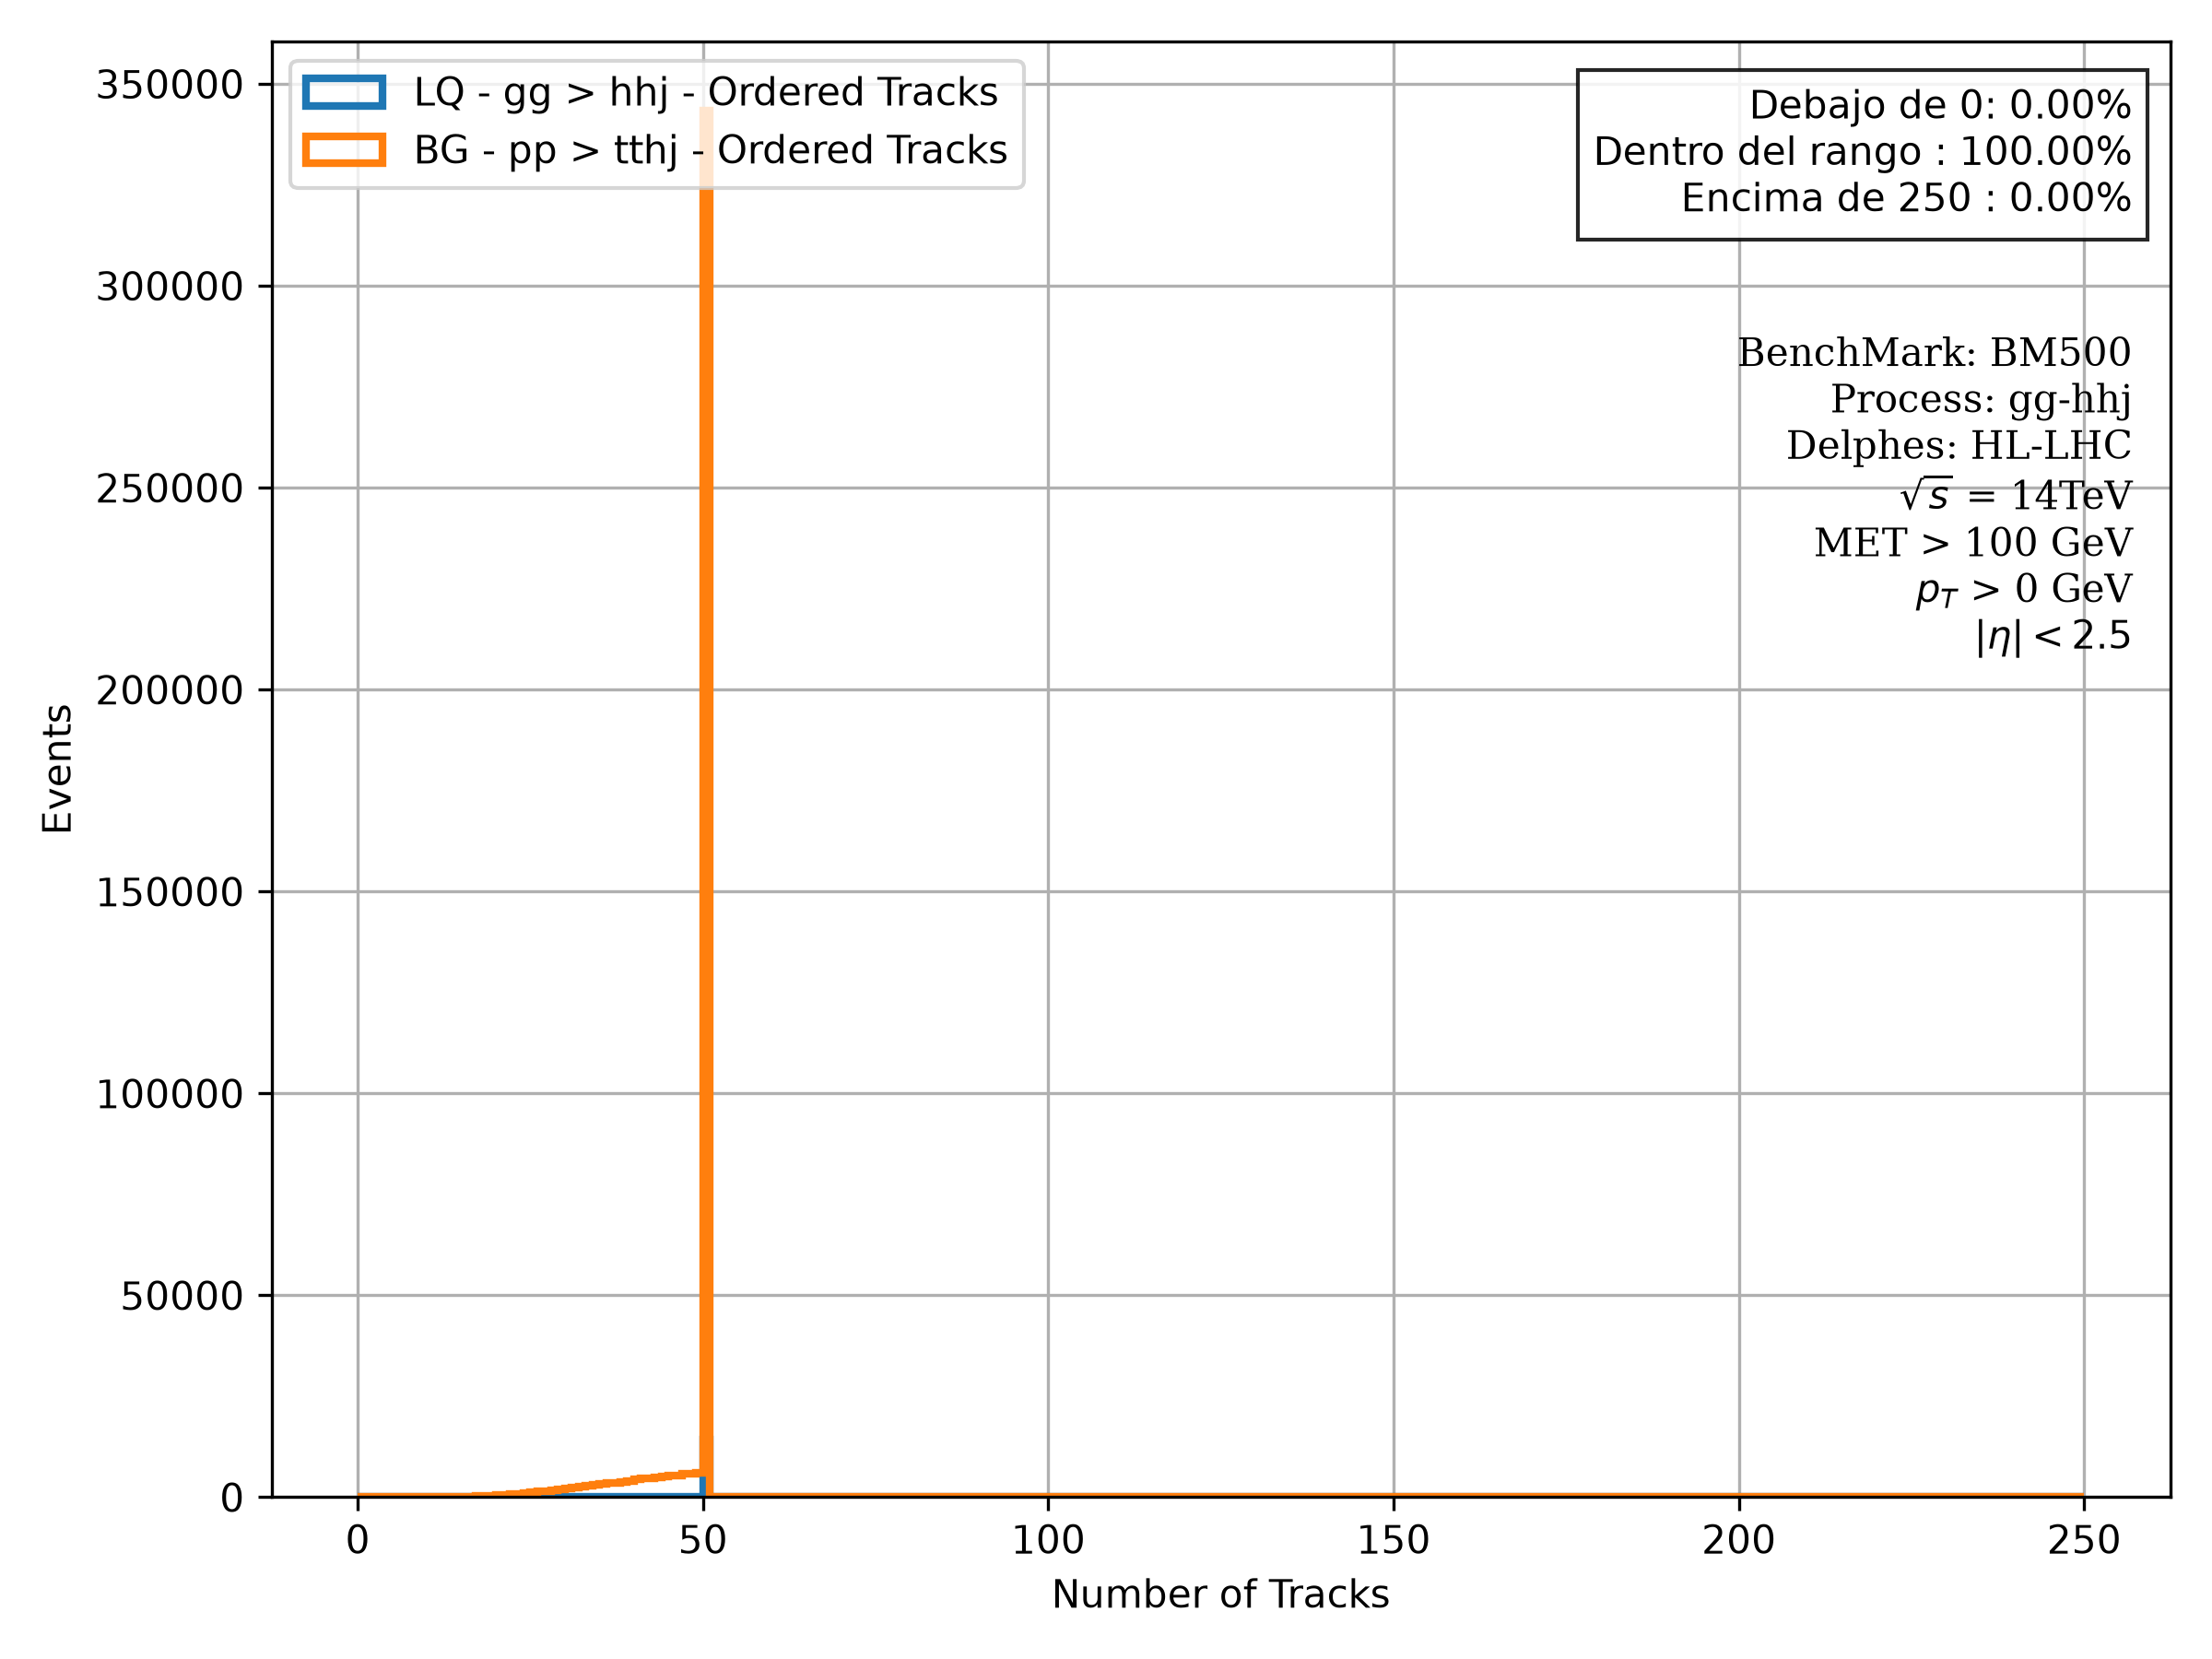 LQ - gg > hhj - Ordered Tracks
BG - pp > tthj - Ordered Tracks
Debajo de 0: 0.00%
Dentro del rango : 100.00%
Encima de 250 : 0.00%
BenchMark: BM500
Process: gg-hhj
Delphes: HL-LHC
√s = 14TeV
MET > 100 GeV
p_T > 0 GeV
|η| < 2.5
350000
300000
250000
200000
150000
100000
50000
0
Events
0 50 100 150 200 250
Number of Tracks